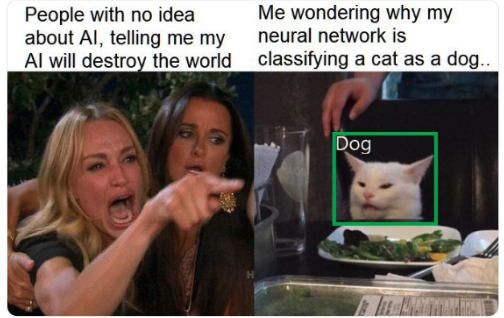 People with no idea
about AI, telling me my
AI will destroy the world
Me wondering why my
neural network is
classifying a cat as a dog..
Dog